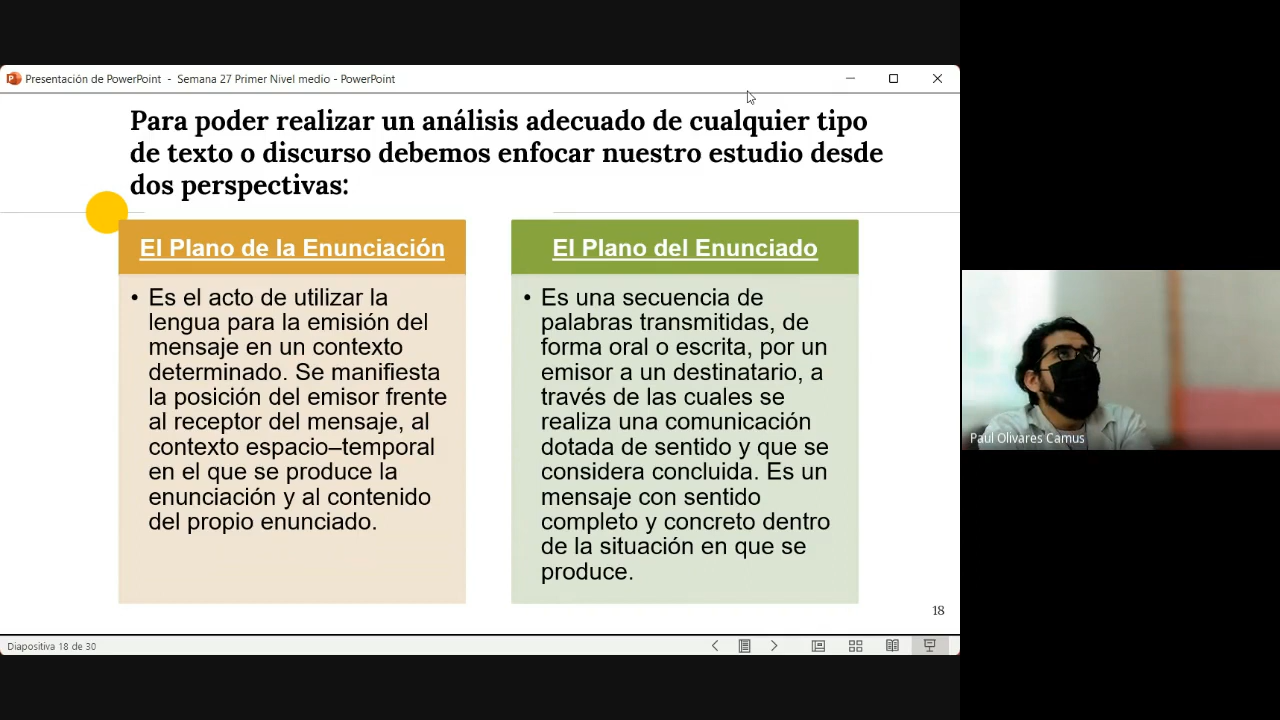 Presentación de PowerPoint - Semana 27 Primer Nivel medio - PowerPoint
Para poder realizar un análisis adecuado de cualquier tipo
de texto o discurso debemos enfocar nuestro estudio desde
dos perspectivas:
El Plano de la Enunciación
• Es el acto de utilizar la
lengua para la emisión del
mensaje en un contexto
determinado. Se manifiesta
la posición del emisor frente
al receptor del mensaje, al
contexto espacio–temporal
en el que se produce la
enunciación y al contenido
del propio enunciado.
El Plano del Enunciado
• Es una secuencia de
palabras transmitidas, de
forma oral o escrita, por un
emisor a un destinatario, a
través de las cuales se
realiza una comunicación
dotada de sentido y que se
considera concluida. Es un
mensaje con sentido
completo y concreto dentro
de la situación en que se
produce.
18
Diapositiva 18 de 30
Paul Olivares Camus